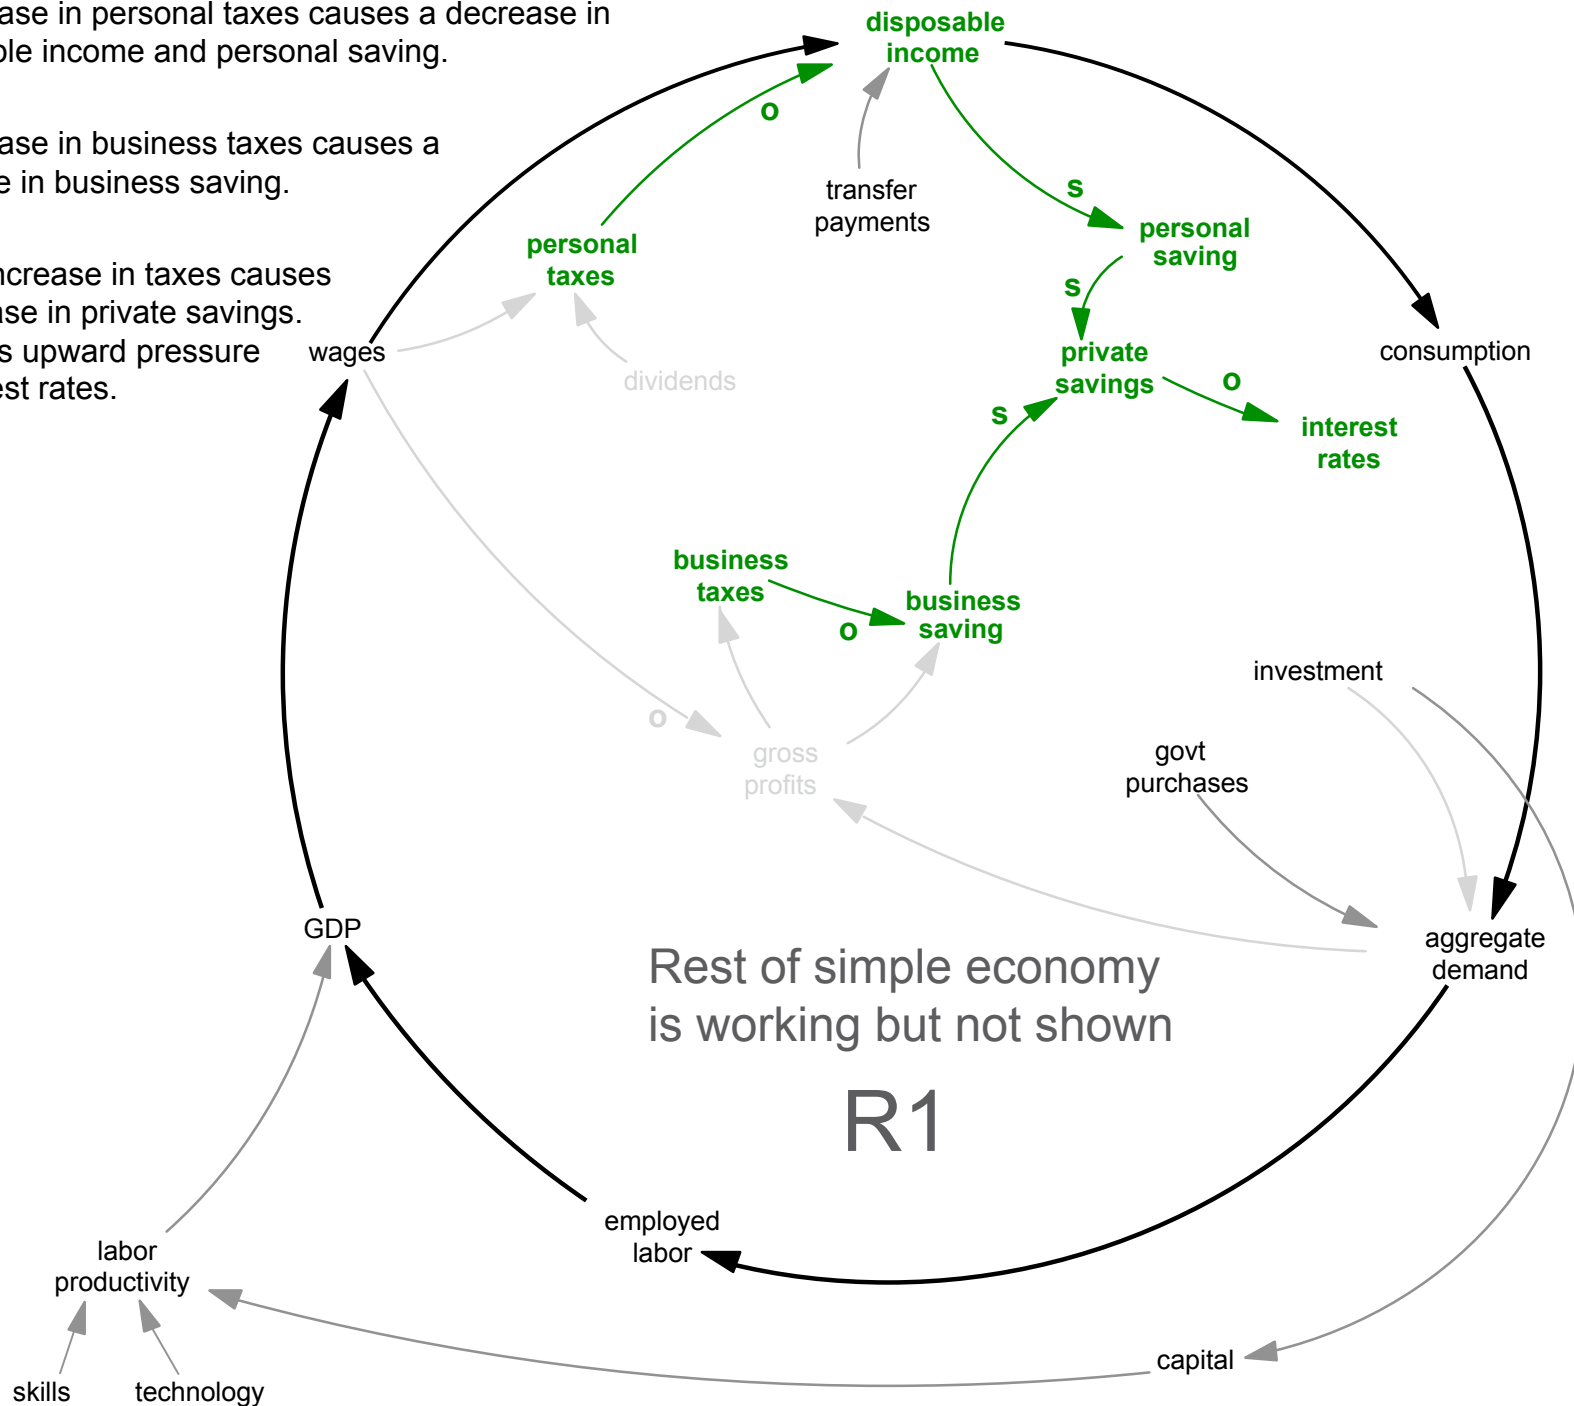 ase in personal taxes causes a decrease in
ble income and personal saving.
ase in business taxes causes a
e in business saving.
ncrease in taxes causes
ase in private savings.
s upward pressure
est rates.
disposable
income
o
transfer
payments
s
personal
saving
personal
taxes
s
private
savings
wages
dividends
consumption
o
s
interest
rates
business
taxes
o
business
saving
investment
o
gross
profits
govt
purchases
GDP
aggregate
demand
Rest of simple economy
is working but not shown
R1
employed
labor
labor
productivity
capital
skills
technology